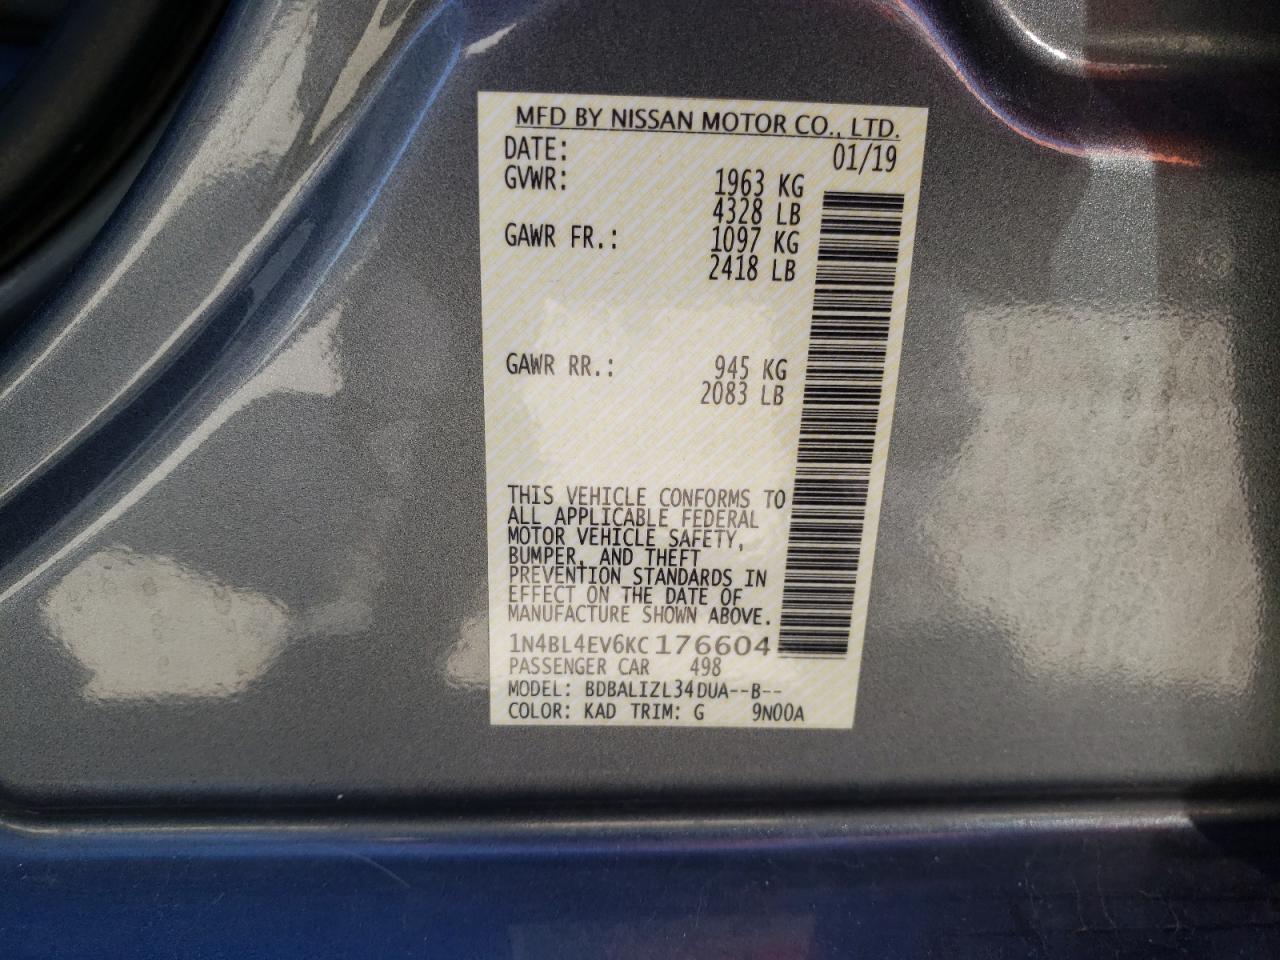 MFD BY NISSAN MOTOR CO., LTD.
DATE: 01/19
GVWR: 1963 KG
4328 LB
GAWR FR.: 1097 KG
2418 LB
GAWR RR.: 945 KG
2083 LB
THIS VEHICLE CONFORMS TO
ALL APPLICABLE FEDERAL
MOTOR VEHICLE SAFETY,
BUMPER, AND THEFT
PREVENTION STANDARDS IN
EFFECT ON THE DATE OF
MANUFACTURE SHOWN ABOVE.
1N4BL4EV6KC176604
PASSENGER CAR 498
MODEL: BDBALIZL34DUA--B--
COLOR: KAD TRIM: G 9N00A